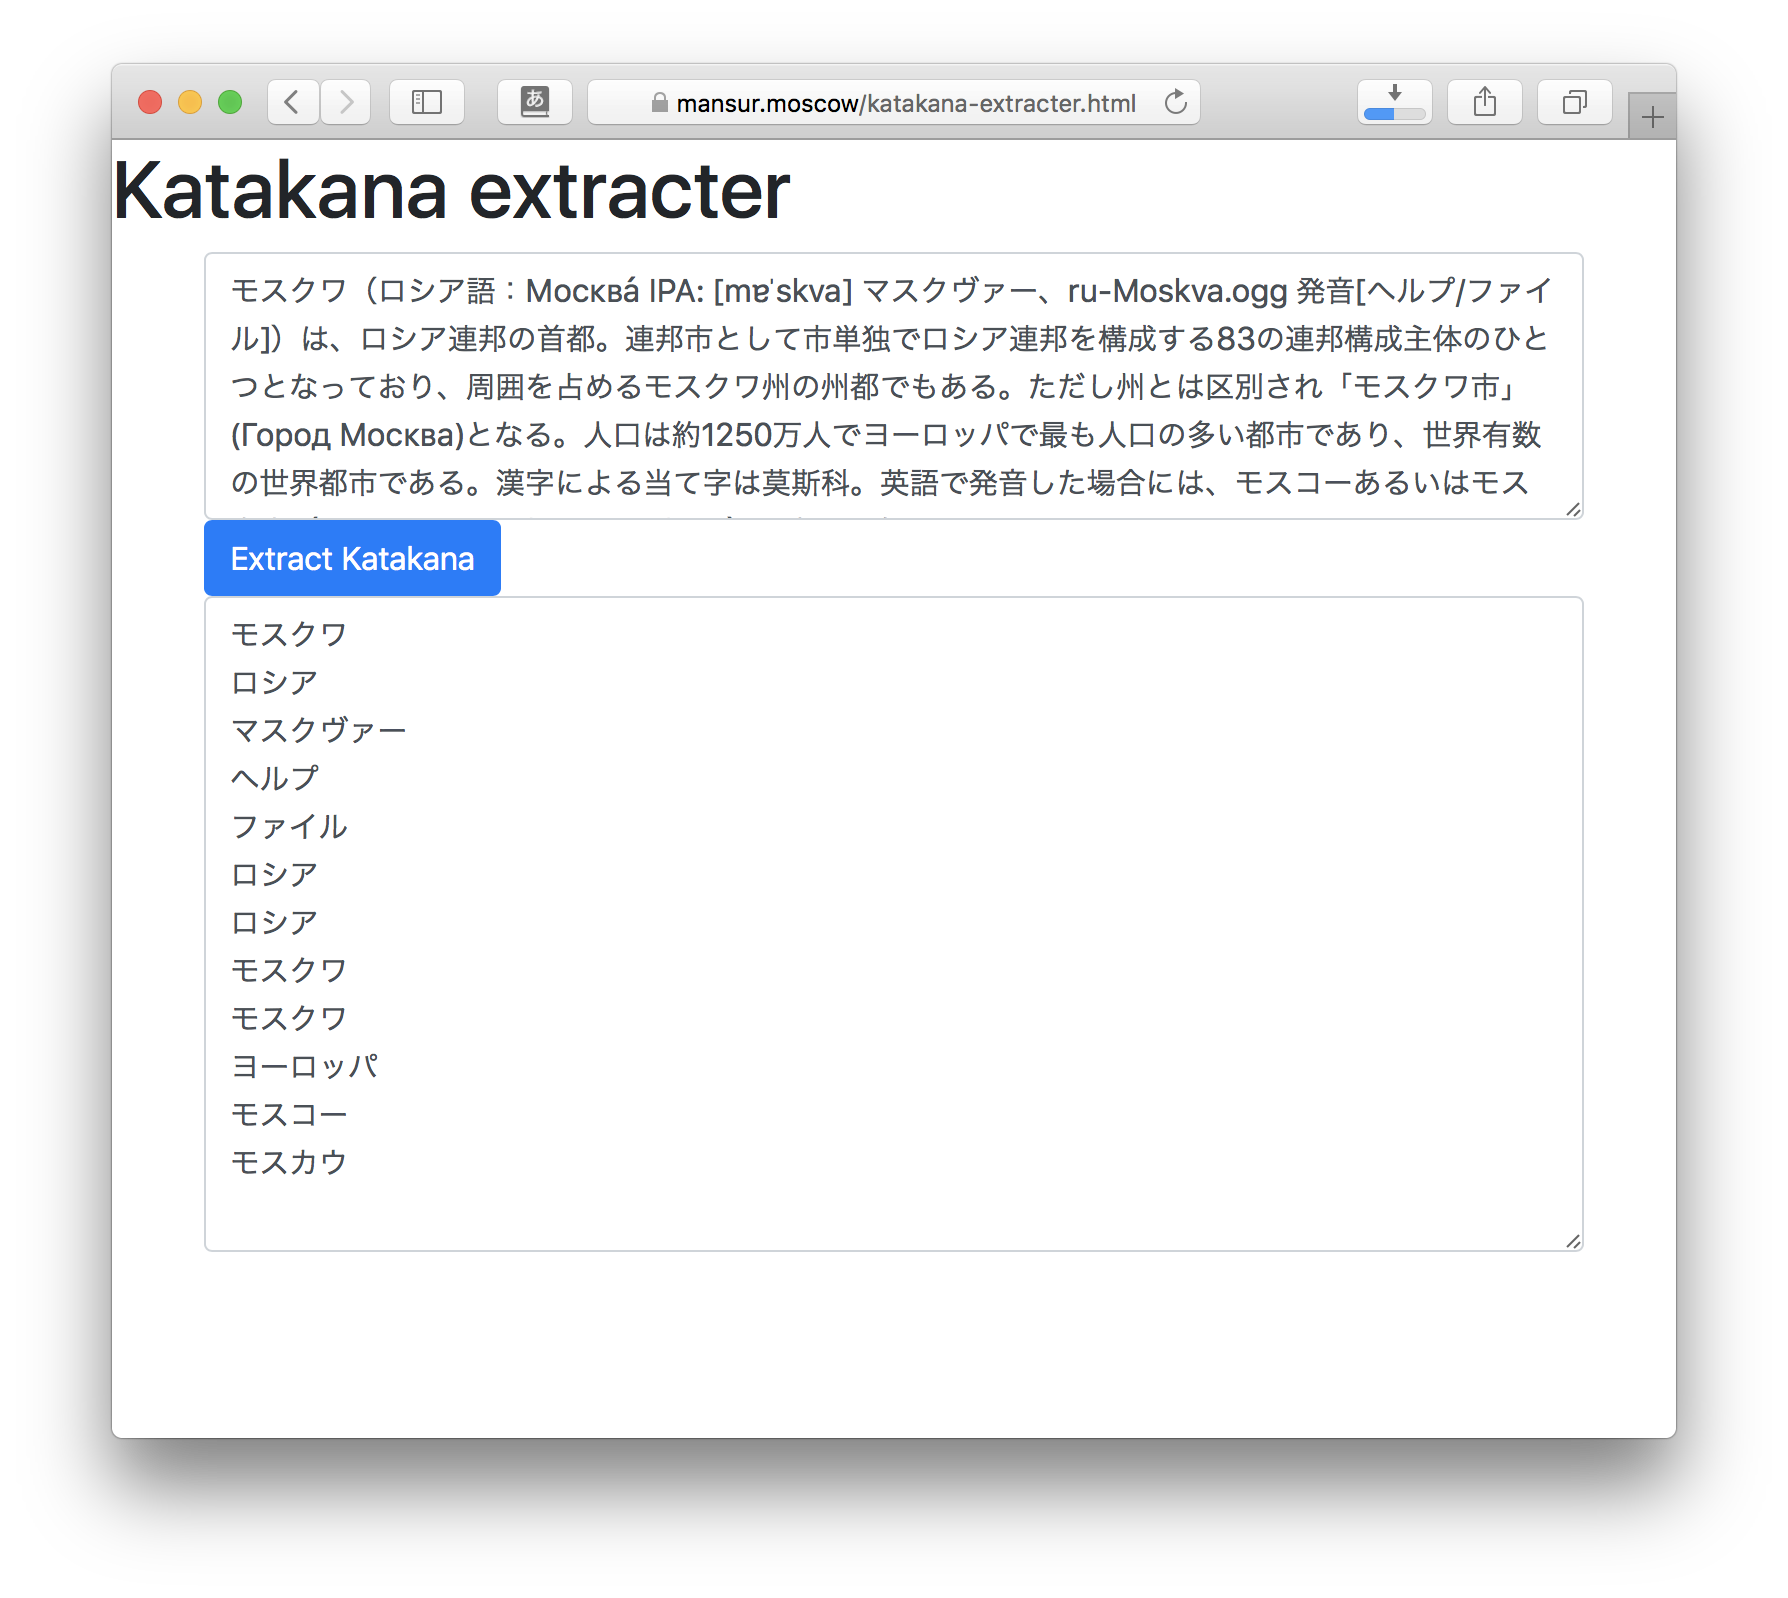 あ
mansur.moscow/katakana-extracter.html
Katakana extracter
モスクワ（ロシア語：Москва́ IPA: [mɐˈskva] マスクヴァー、ru-Moskva.ogg 発音[ヘルプ/ファイ
ル]）は、ロシア連邦の首都。連邦市として市単独でロシア連邦を構成する83の連邦構成主体のひと
つとなっており、周囲を占めるモスクワ州の州都でもある。ただし州とは区別され「モスクワ市」
(Город Москва)となる。人口は約1250万人でヨーロッパで最も人口の多い都市であり、世界有数
の世界都市である。漢字による当て字は莫斯科。英語で発音した場合には、モスコーあるいはモス
Extract Katakana
モスクワ
ロシア
マスクヴァー
ヘルプ
ファイル
ロシア
ロシア
モスクワ
モスクワ
ヨーロッパ
モスコー
モスカウ